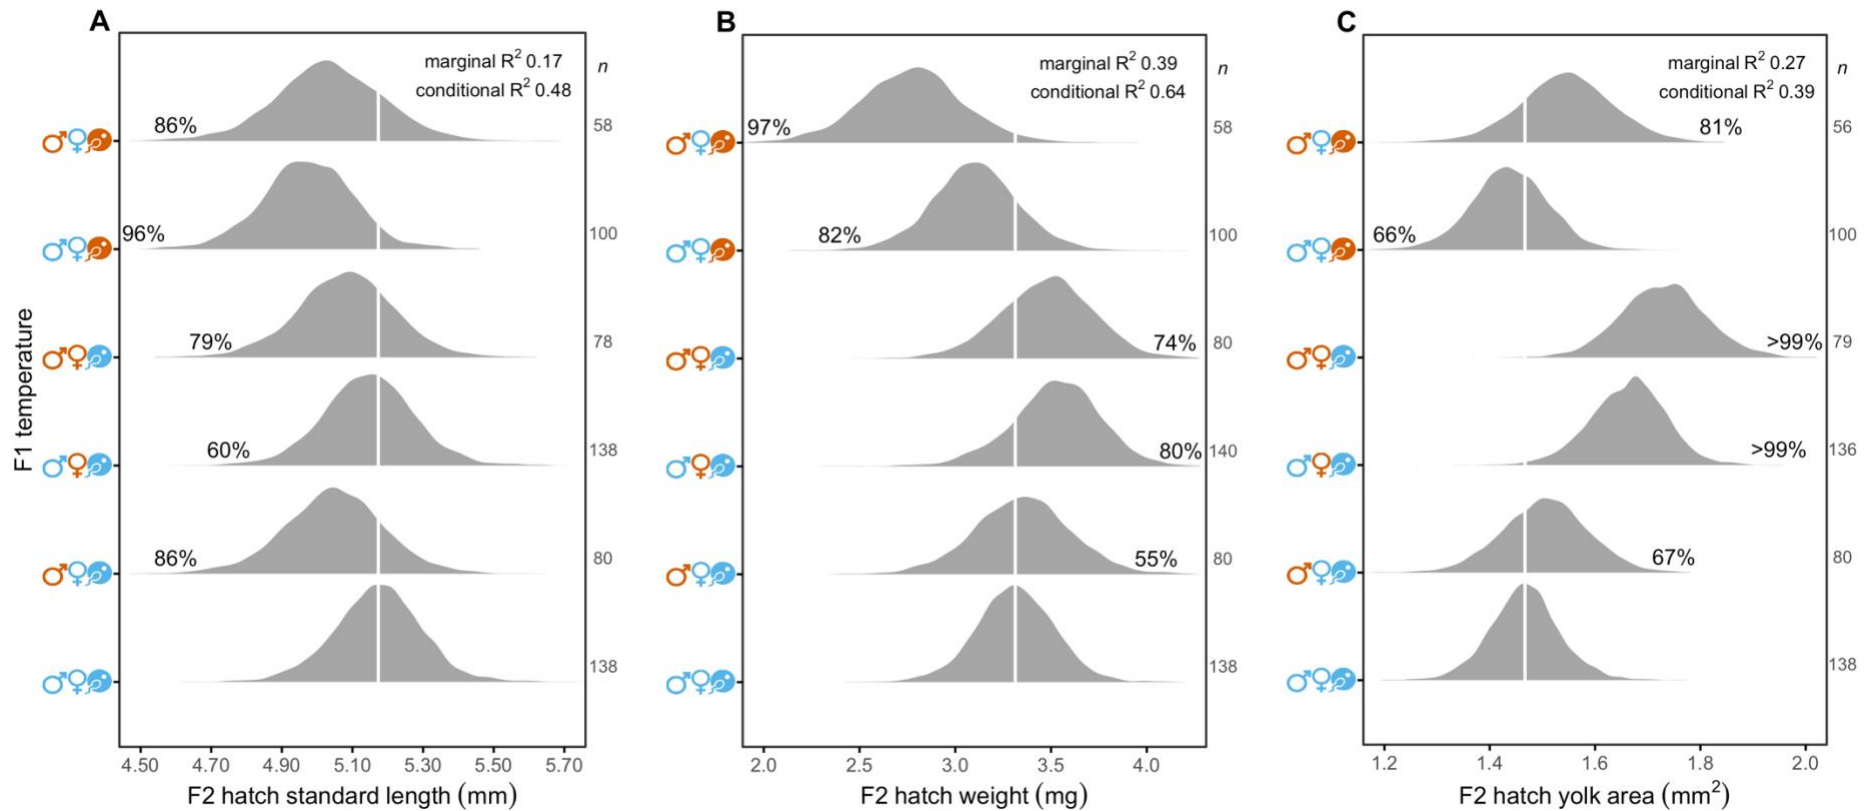 A
marginal R² 0.17
conditional R² 0.48
n
86%
58
96%
100
79%
78
60%
138
86%
80
138
F1 temperature
4.50 4.70 4.90 5.10 5.30 5.50 5.70
F2 hatch standard length (mm)
B
marginal R² 0.39
conditional R² 0.64
n
97%
58
82%
100
74%
80
80%
140
55%
80
138
2.0 2.5 3.0 3.5 4.0
F2 hatch weight (mg)
C
marginal R² 0.27
conditional R² 0.39
n
81%
56
66%
100
>99%
79
>99%
136
67%
80
138
1.2 1.4 1.6 1.8 2.0
F2 hatch yolk area (mm²)